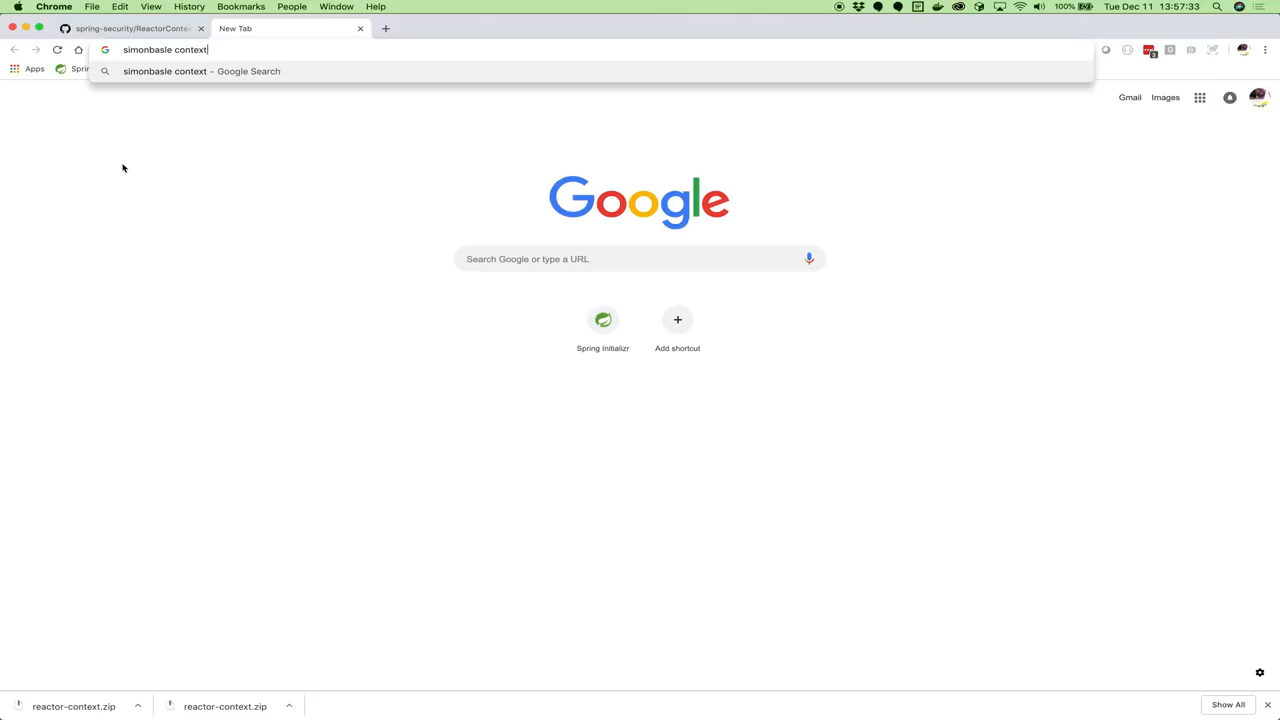 Chrome File Edit View History Bookmarks People Window Help 100% Tue Dec 11 13:57:33
spring-security/ReactorConte New Tab
simonbasle context
3
simonbasle context - Google Search
Apps Sprin
Gmail Images
Google
Search Google or type a URL
Spring Initializr Add shortcut
reactor-context.zip reactor-context.zip Show All